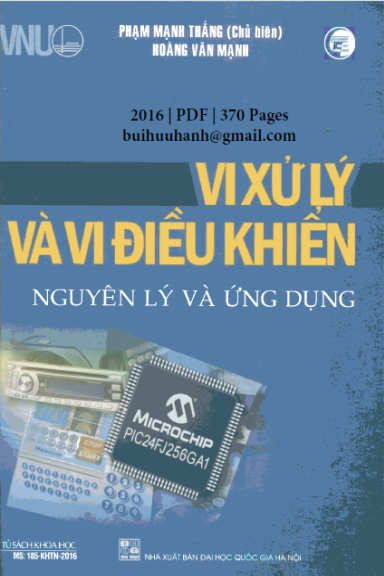 VNU
PHẠM MẠNH THẮNG (Chủ biên)
HOÀNG VĂN MẠNH
2016 | PDF | 370 Pages
buihuuhanh@gmail.com
VI XỬ LÝ
VÀ VI ĐIỀU KHIỂN
NGUYÊN LÝ VÀ ỨNG DỤNG
MICROCHIP
PIC24FJ256GA1
TỦ SÁCH KHOA HỌC
MS: 185-KHTN-2016
NHÀ XUẤT BẢN ĐẠI HỌC QUỐC GIA HÀ NỘI